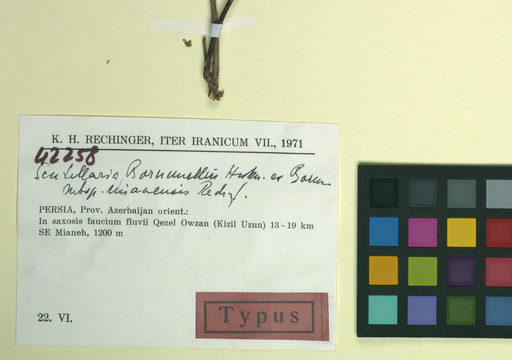 K. H. RECHINGER, ITER IRANICUM VII., 1971
42258
Scutellaria Bornmuelleri Hskn. ex Bornm.
subsp. mianensis Rech. f.
PERSIA, Prov. Azerbaijan orient.:
In saxosis faucium fluvii Qezel Owzan (Kizil Uzun) 13 - 19 km
SE Mianeh, 1200 m
22. VI.
Typus